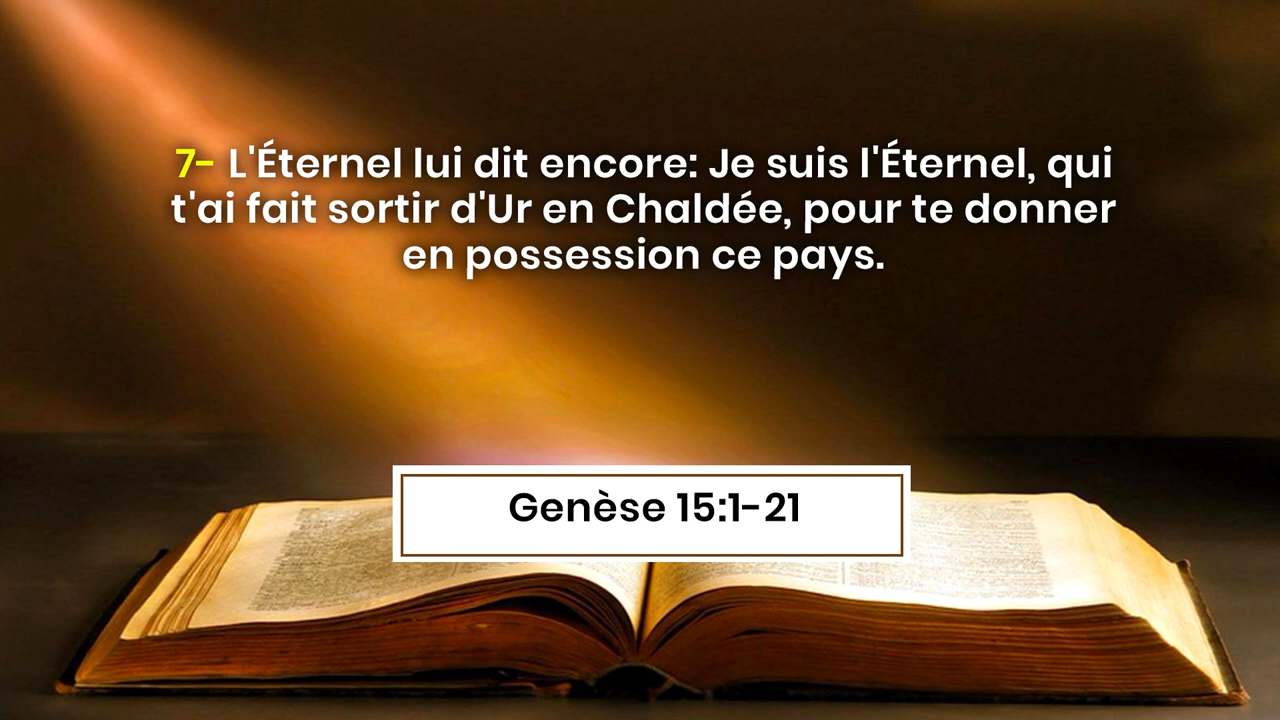 7- L'Éternel lui dit encore: Je suis l'Éternel, qui
t'ai fait sortir d'Ur en Chaldée, pour te donner
en possession ce pays.
Genèse 15:1-21